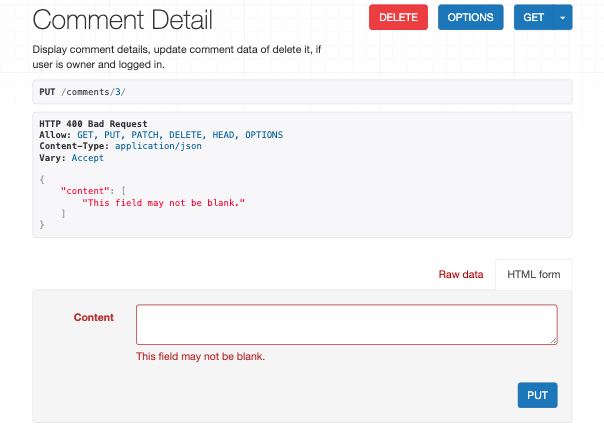 Comment Detail
DELETE
OPTIONS
GET
Display comment details, update comment data of delete it, if
user is owner and logged in.
PUT /comments/3/
HTTP 400 Bad Request
Allow: GET, PUT, PATCH, DELETE, HEAD, OPTIONS
Content-Type: application/json
Vary: Accept
{
    "content": [
        "This field may not be blank."
    ]
}
Raw data
HTML form
Content
This field may not be blank.
PUT